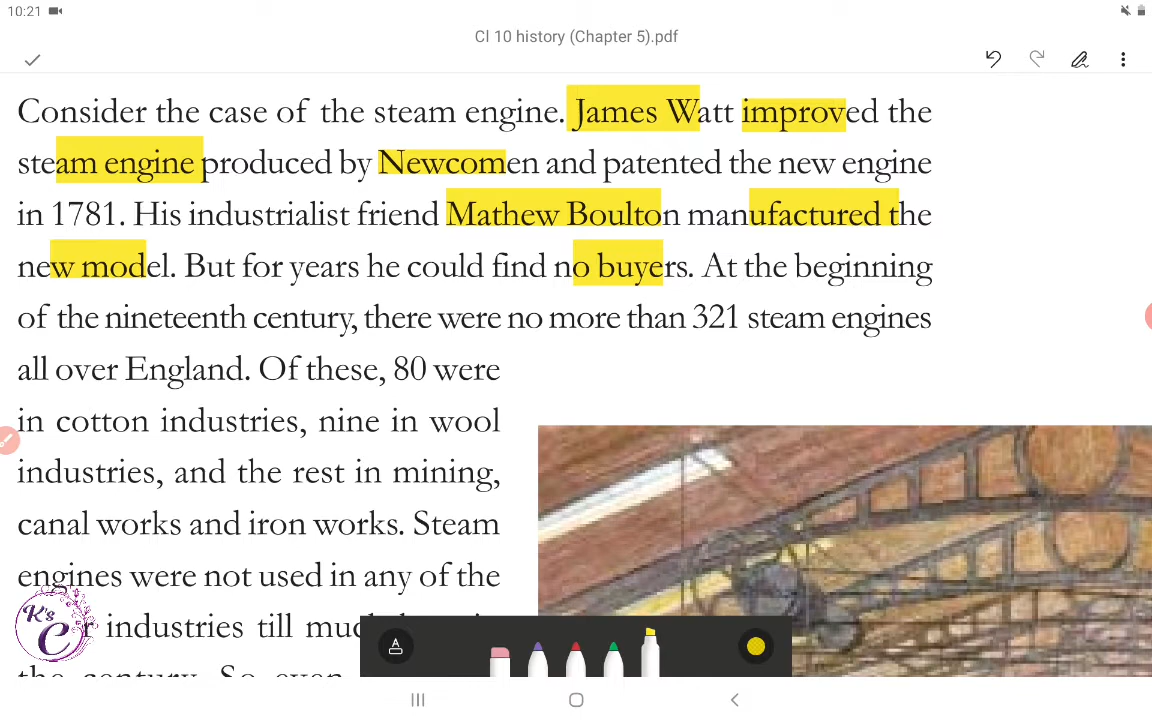 10:21
Cl 10 history (Chapter 5).pdf
Consider the case of the steam engine. James Watt improved the
steam engine produced by Newcomen and patented the new engine
in 1781. His industrialist friend Mathew Boulton manufactured the
new model. But for years he could find no buyers. At the beginning
of the nineteenth century, there were no more than 321 steam engines
all over England. Of these, 80 were
in cotton industries, nine in wool
industries, and the rest in mining,
canal works and iron works. Steam
engines were not used in any of the
industries till
the century. So even
K's
C
A